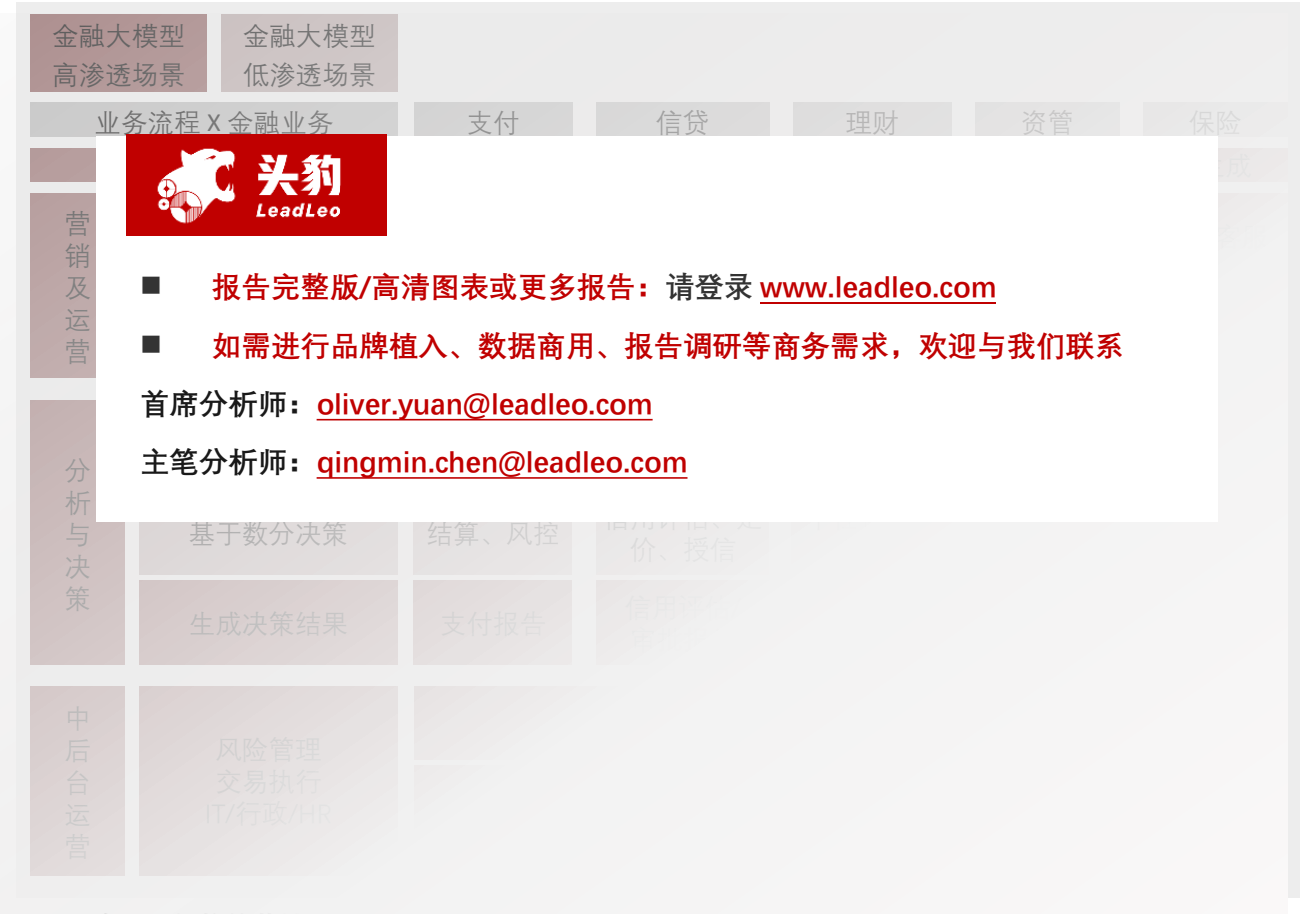 金融大模型
高渗透场景
金融大模型
低渗透场景
业务流程 X 金融业务
支付
信贷
理财
资管
保险
成
头豹
LeadLeo
■ 报告完整版/高清图表或更多报告：请登录 www.leadleo.com
■ 如需进行品牌植入、数据商用、报告调研等商务需求，欢迎与我们联系
首席分析师：oliver.yuan@leadleo.com
主笔分析师：qingmin.chen@leadleo.com
营
销
及
运
营
分
析
与
决
策
基于数分决策
结算、风控
价、授信
生成决策结果
支付报告
中
后
台
运
营
风险管理
交易执行
IT/行政/HR